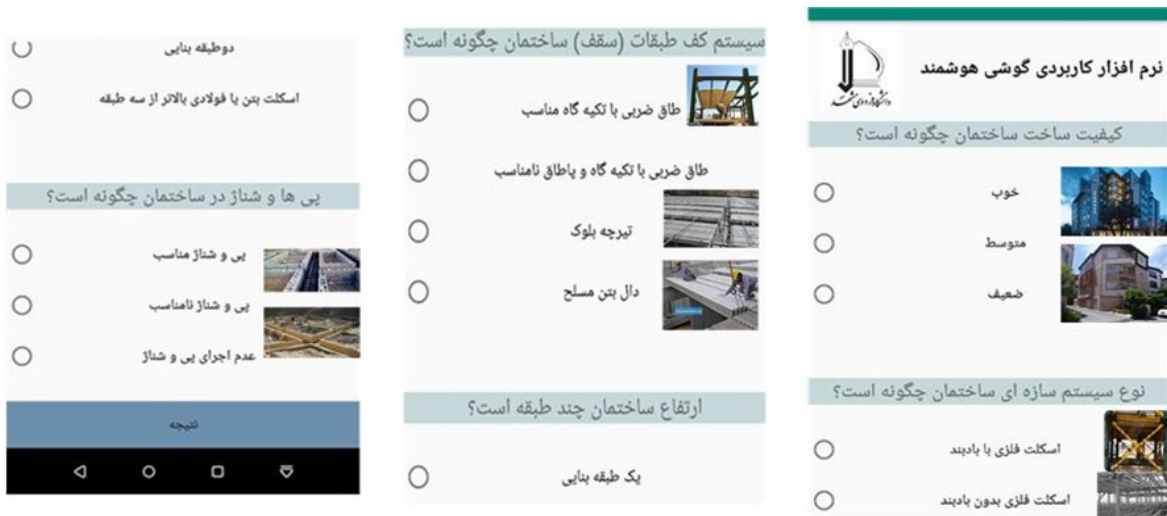 نرم افزار کاربردی گوشی هوشمند
کیفیت ساخت ساختمان چگونه است؟
خوب
متوسط
ضعیف
نوع سیستم سازه ای ساختمان چگونه است؟
اسکلت فلزی با بادبند
اسکلت فلزی بدون بادبند
سیستم کف طبقات (سقف) ساختمان چگونه است؟
طاق ضربی با تکیه گاه مناسب
طاق ضربی با تکیه گاه و پاطاق نامناسب
تیرچه بلوک
دال بتن مسلح
ارتفاع ساختمان چند طبقه است؟
یک طبقه بنایی
دوطبقه بنایی
اسکلت بتن یا فولادی بالاتر از سه طبقه
پی ها و شناژ در ساختمان چگونه است؟
پی و شناژ مناسب
پی و شناژ نامناسب
عدم اجرای پی و شناژ
نتیجه